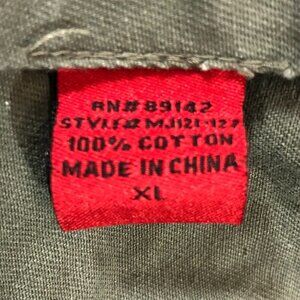 RN# 89142
STYLE# MJ121-127
100% COTTON
MADE IN CHINA
XL